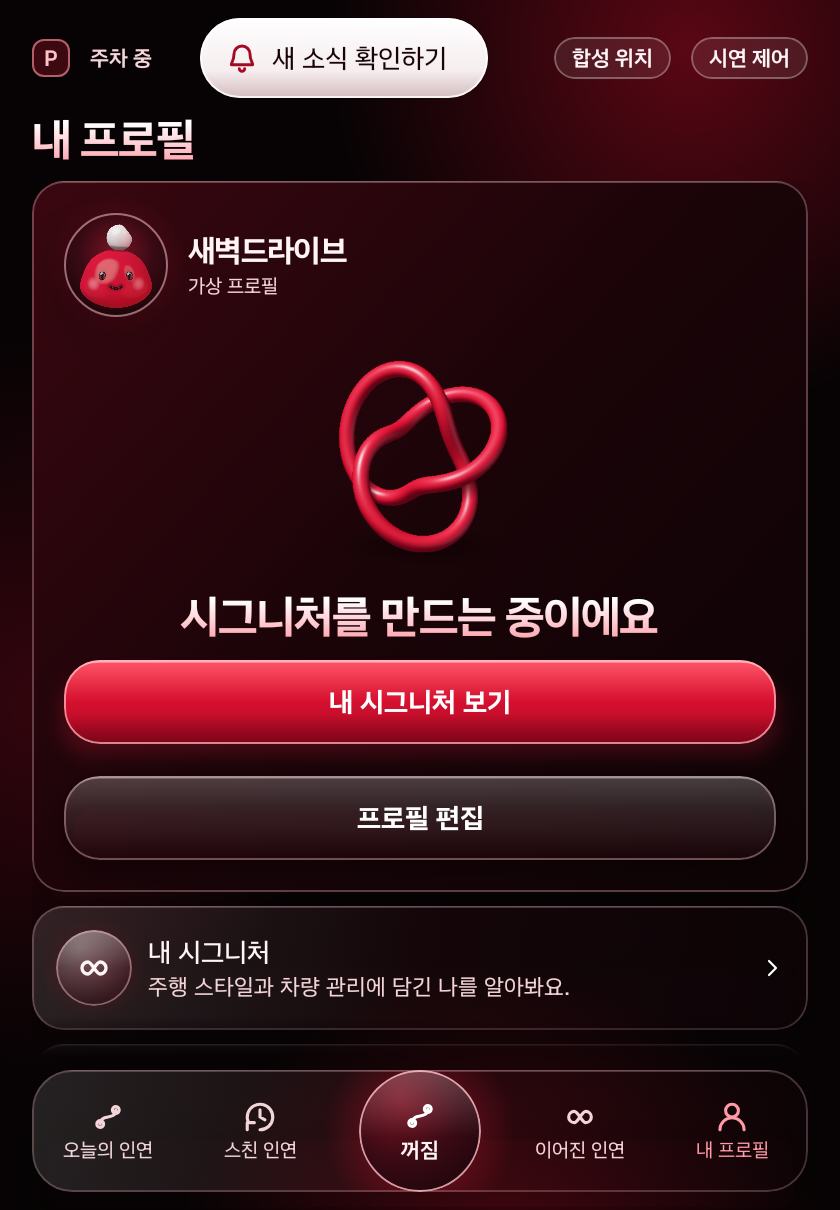 P 주차 중 새 소식 확인하기 합성 위치 시연 제어
내 프로필
새벽드라이브
가상 프로필
시그니처를 만드는 중이에요
내 시그니처 보기
프로필 편집
내 시그니처
주행 스타일과 차량 관리에 담긴 나를 알아봐요.
오늘의 인연 스친 인연 꺼짐 이어진 인연 내 프로필